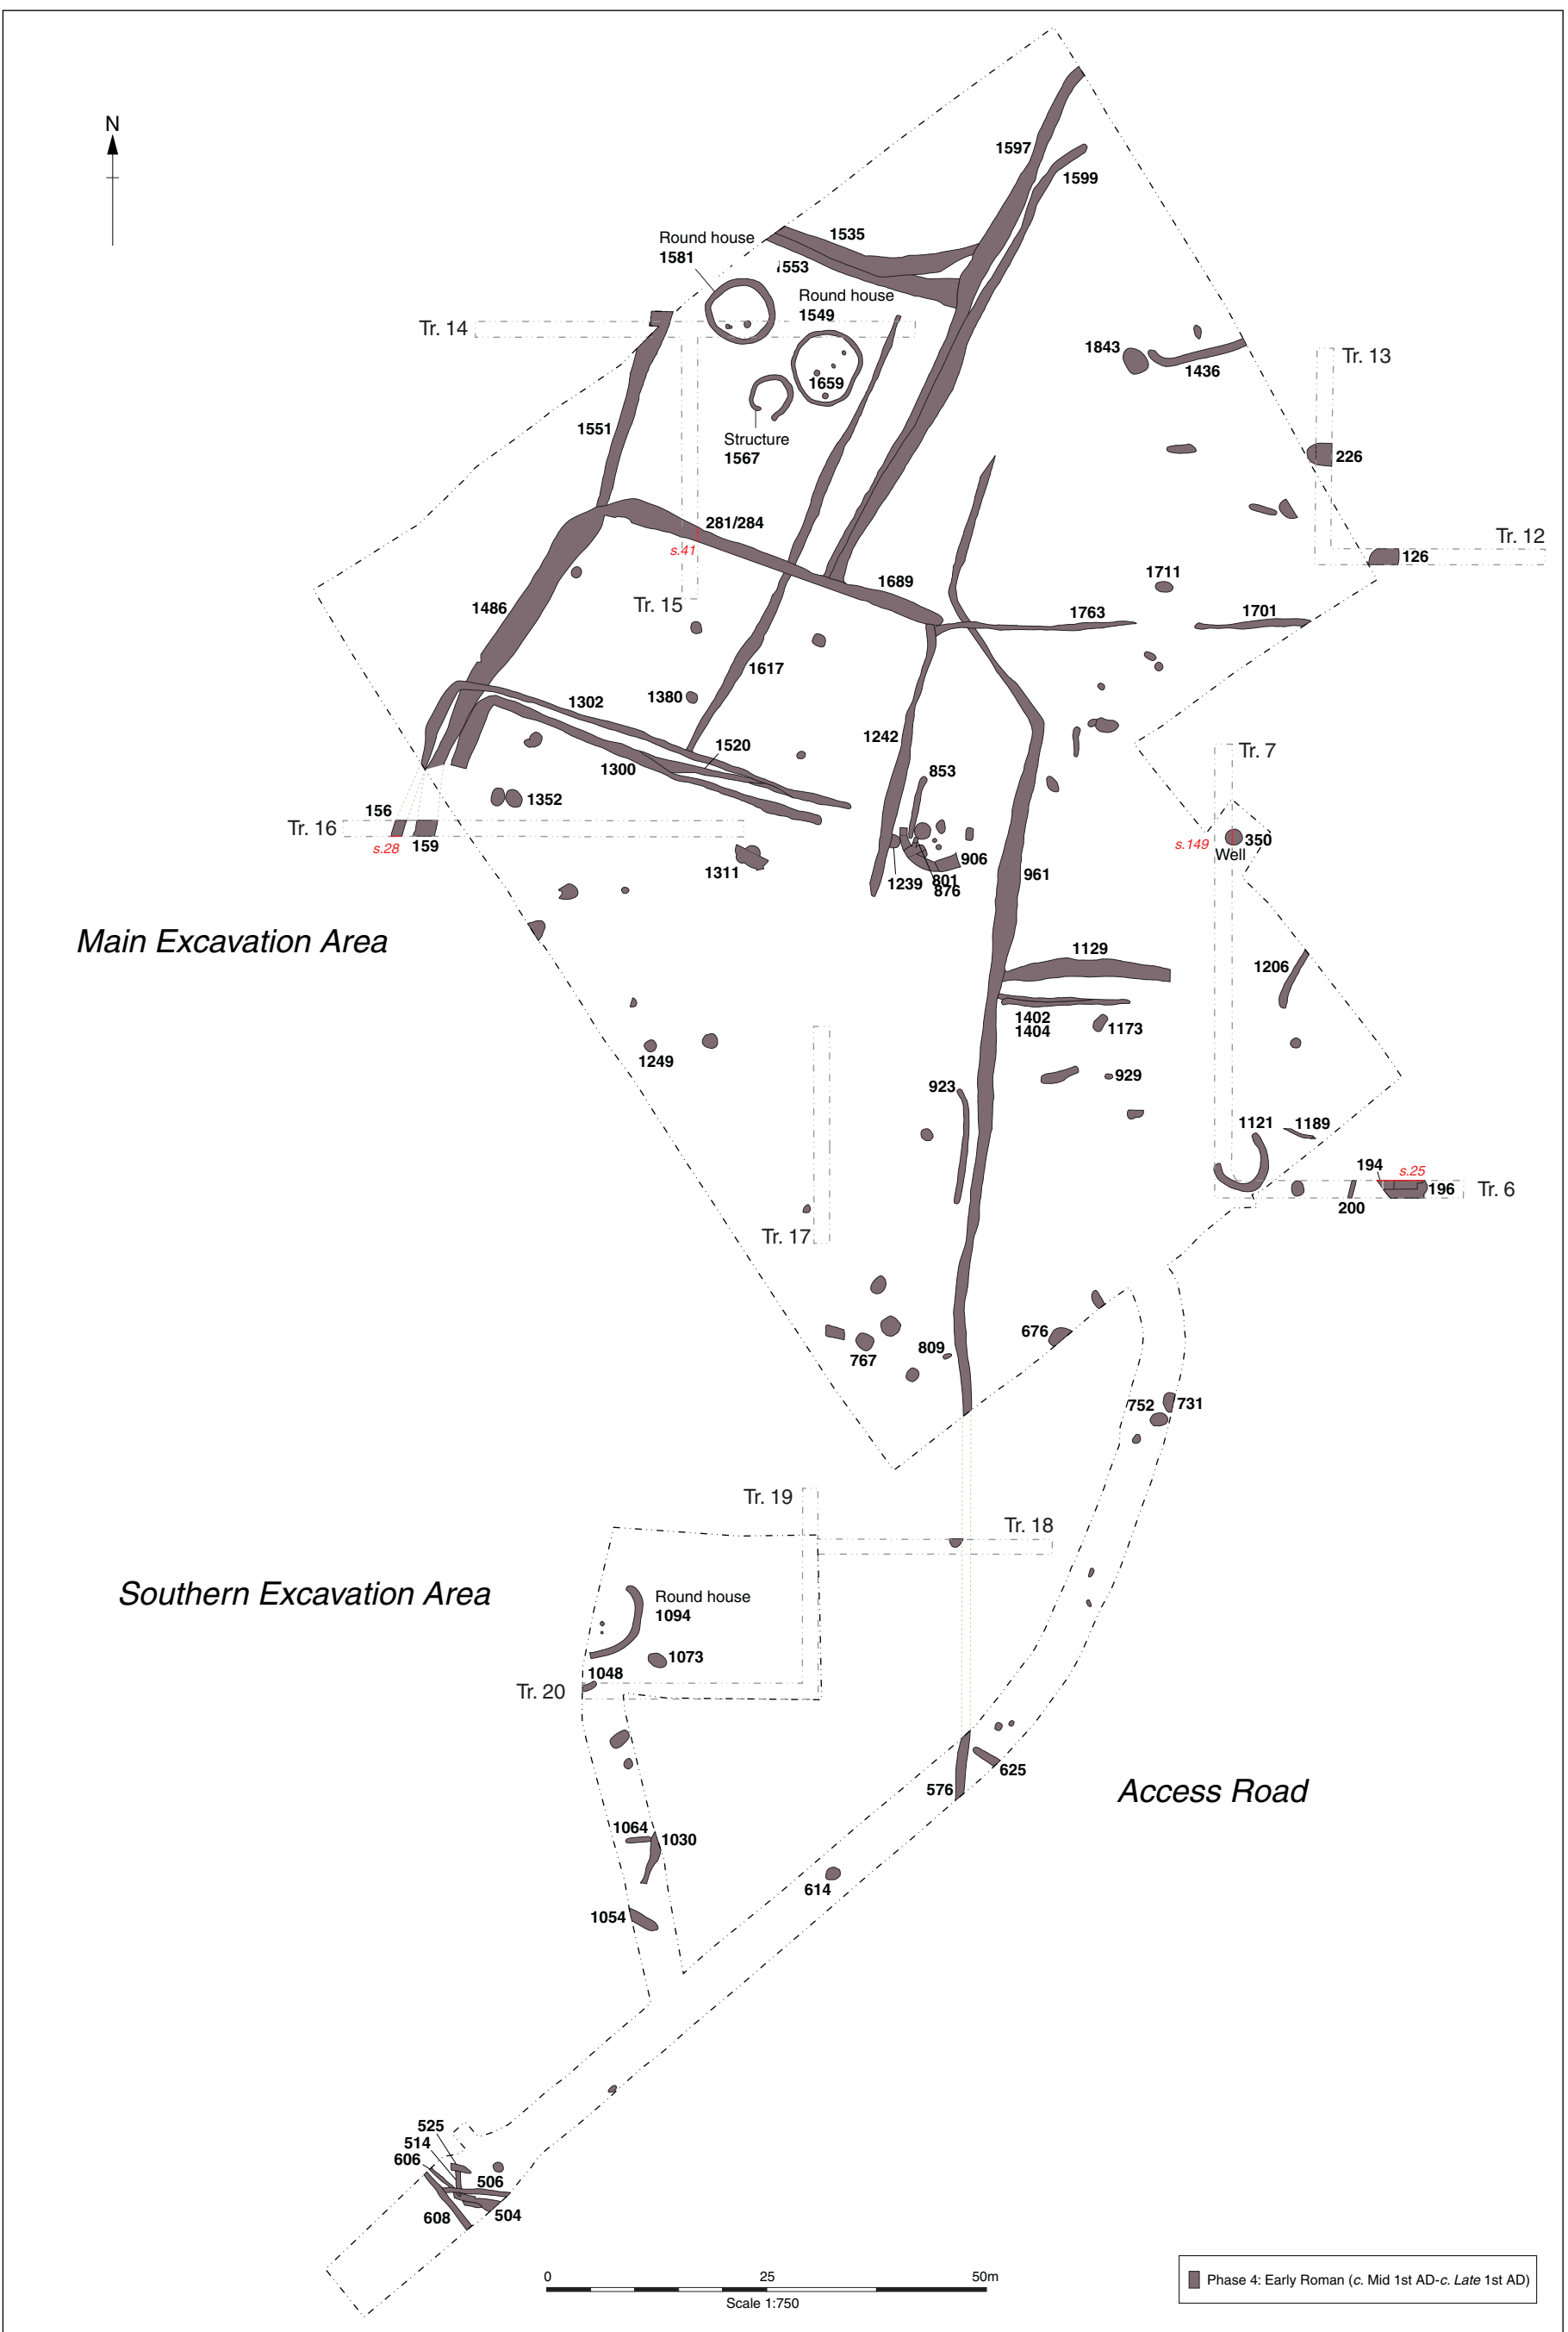 N
1597
1599
Round house
1581
1535
1553
Round house
1549
Tr. 14
1843
1436
Tr. 13
1659
1551
Structure
1567
226
281/284
s.41
Tr. 12
126
1711
1689
Tr. 15
1486
1763
1701
1617
1380
1302
1242
1520
Tr. 7
1300
853
1352
156
Tr. 16
s.28
159
s.149
350
Well
1311
906
1239
801
876
961
Main Excavation Area
1129
1206
1402
1404
1173
1249
929
923
1121
1189
194
s.25
196
Tr. 6
200
Tr. 17
676
809
767
752
731
Tr. 19
Tr. 18
Southern Excavation Area
Round house
1094
1073
1048
Tr. 20
625
576
Access Road
1064
1030
614
1054
525
514
606
506
608
504
0
25
50m
Scale 1:750
Phase 4: Early Roman (c. Mid 1st AD-c. Late 1st AD)